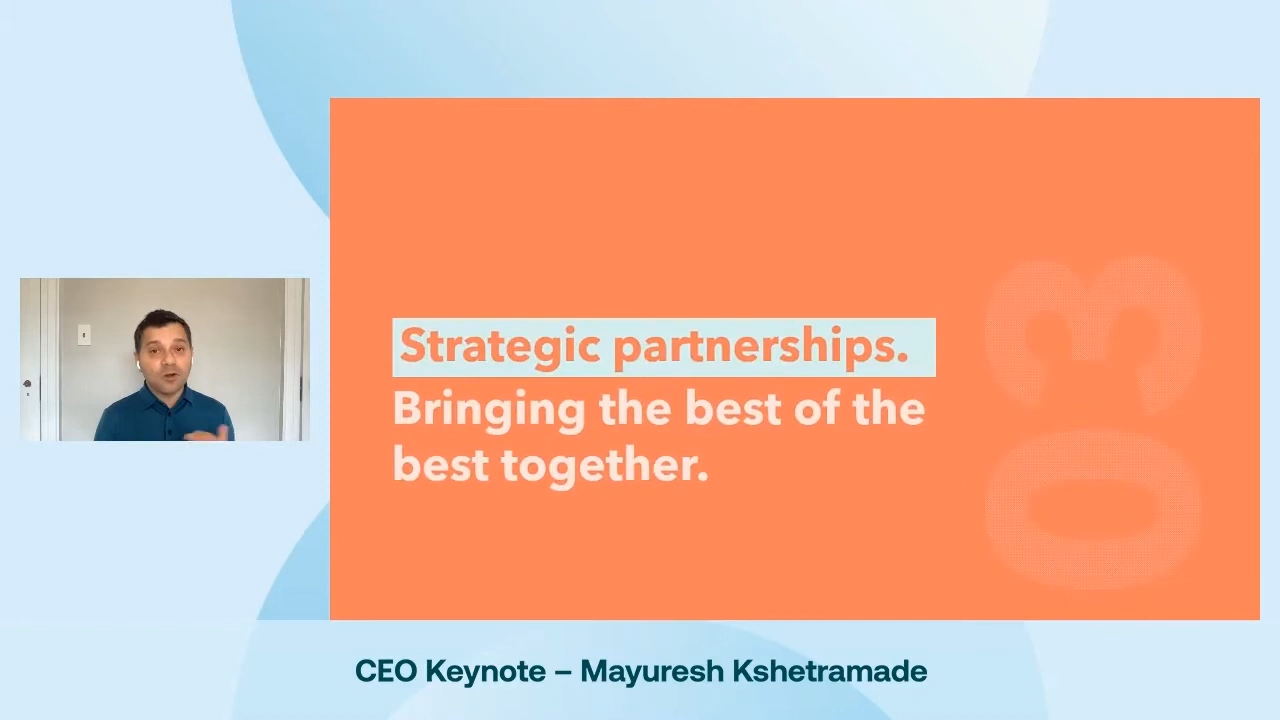 Strategic partnerships.
Bringing the best of the
best together.
03
CEO Keynote – Mayuresh Kshetramade